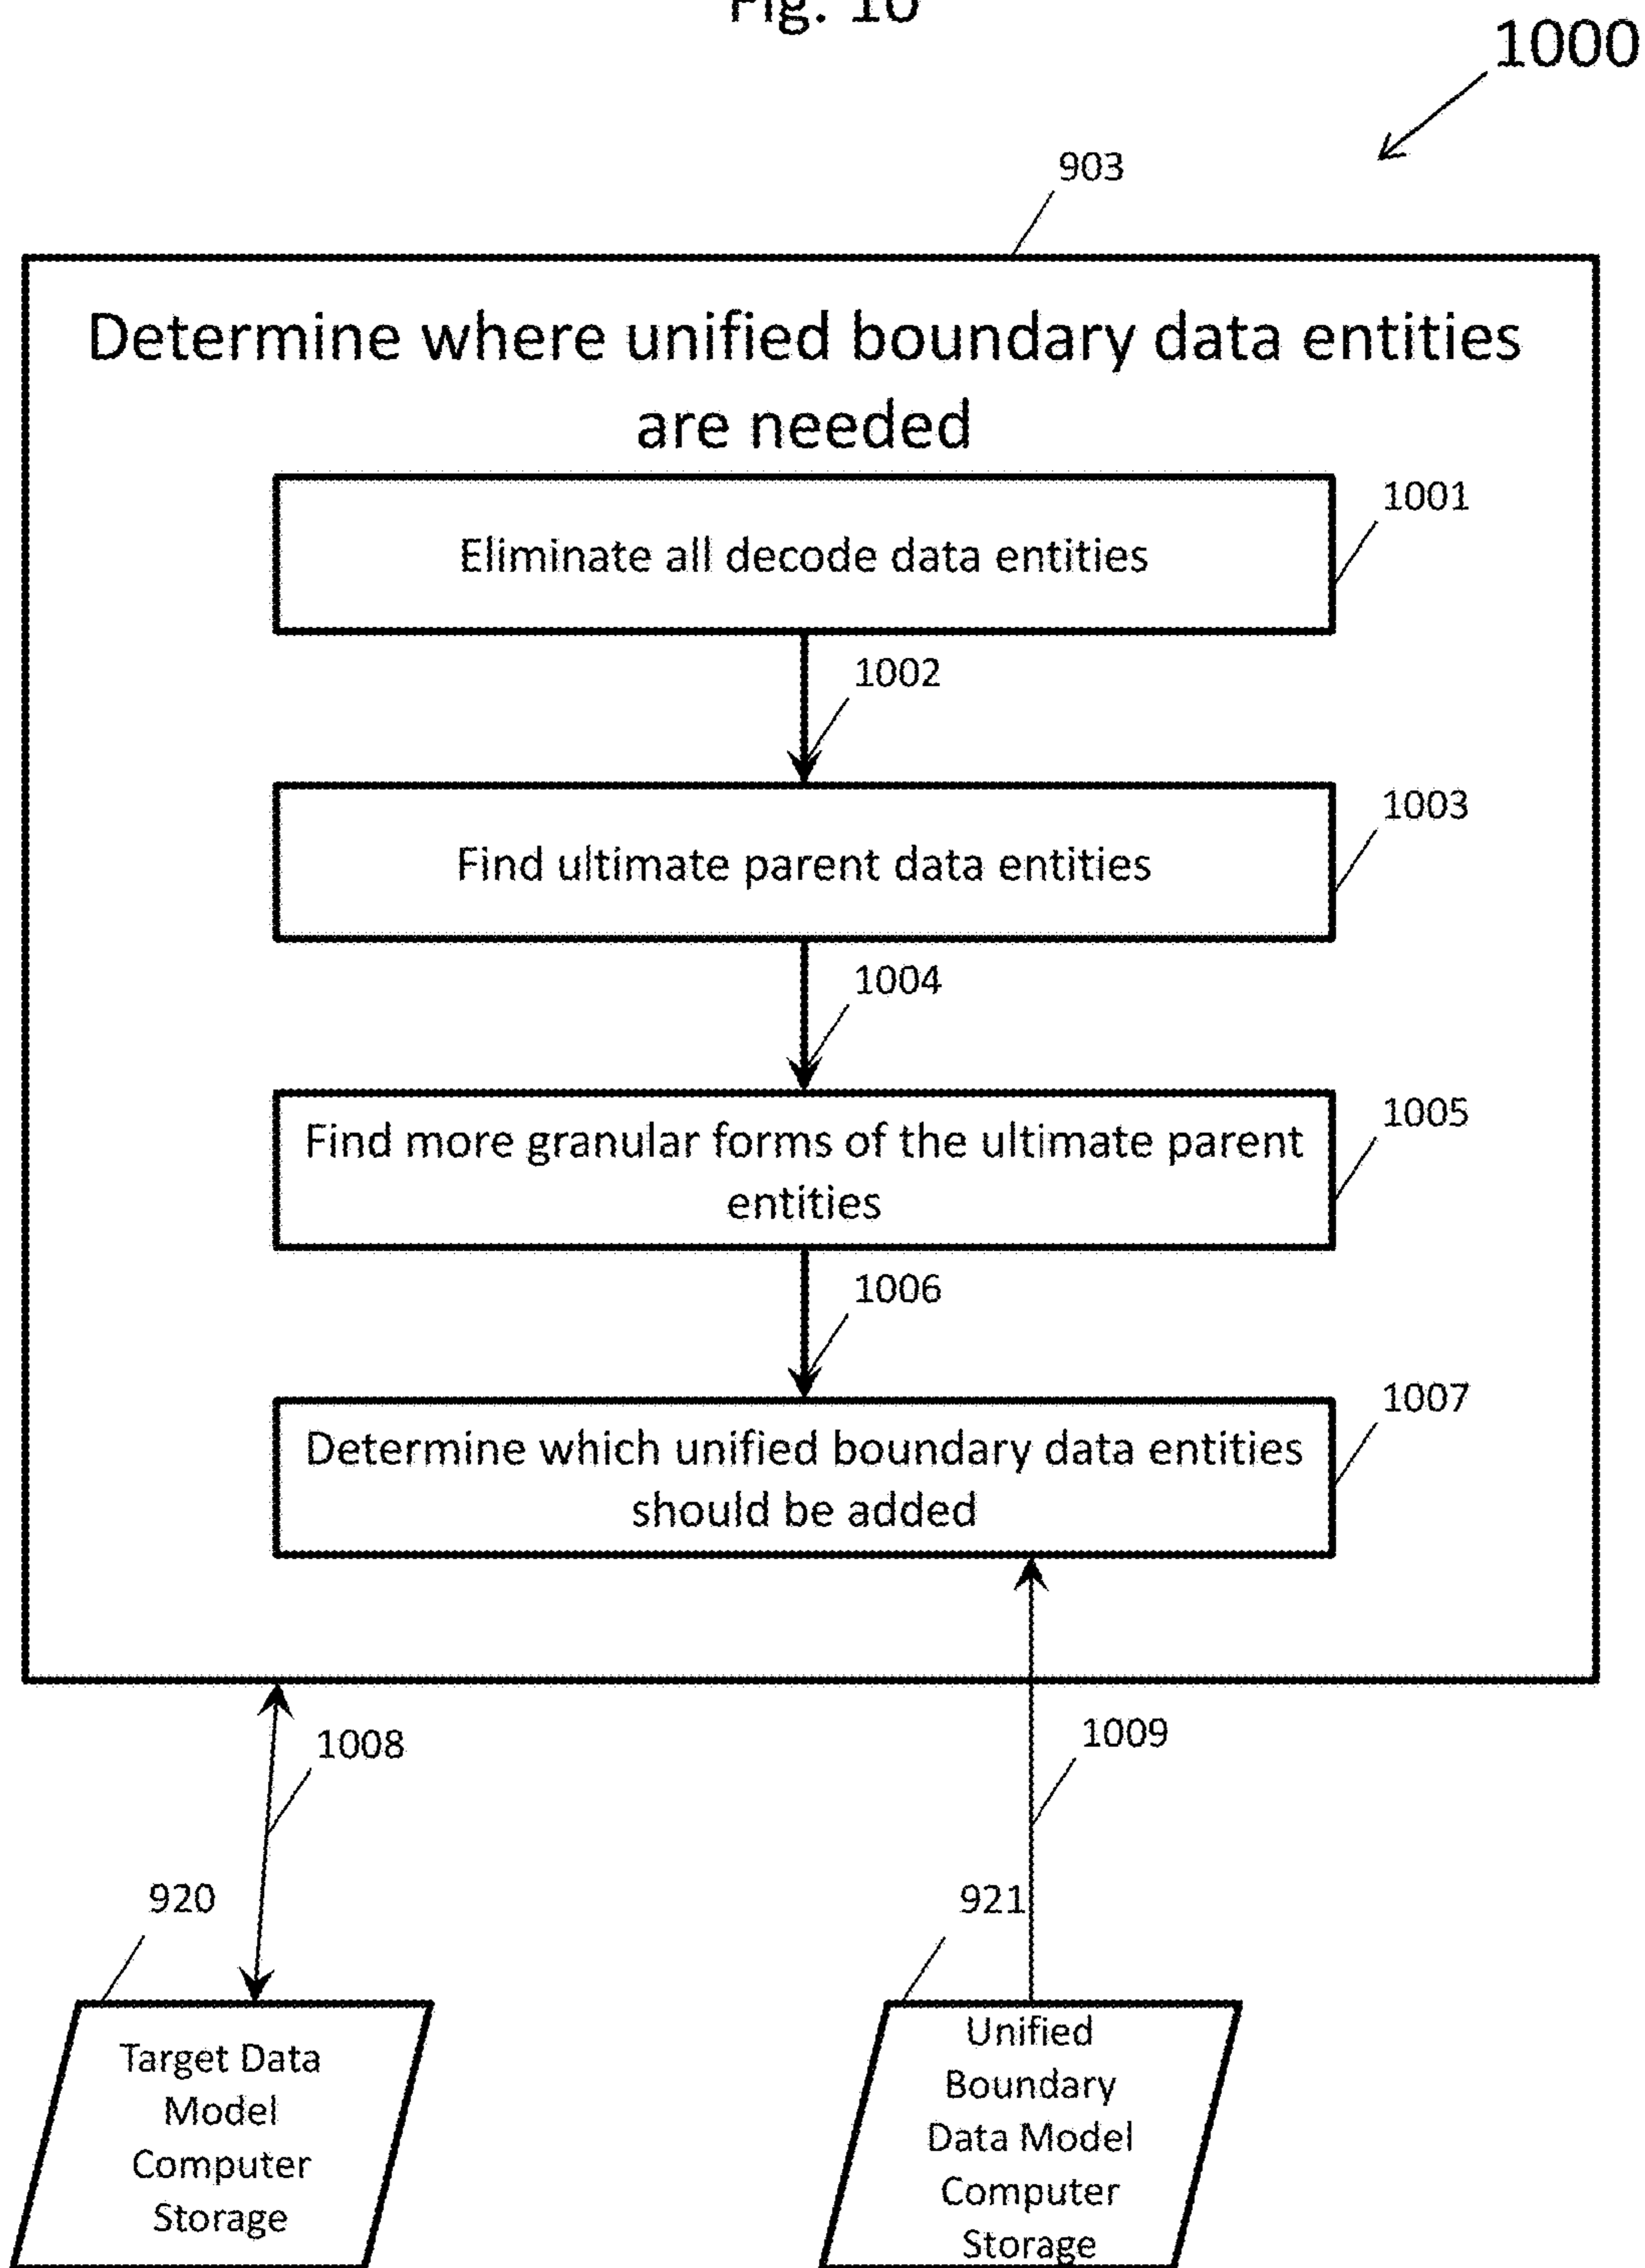 Fig. 10
1000
903
Determine where unified boundary data entities
are needed
1001
Eliminate all decode data entities
1002
1003
Find ultimate parent data entities
1004
1005
Find more granular forms of the ultimate parent
entities
1006
1007
Determine which unified boundary data entities
should be added
1008
1009
920
921
Target Data
Model
Computer
Storage
Unified
Boundary
Data Model
Computer
Storage